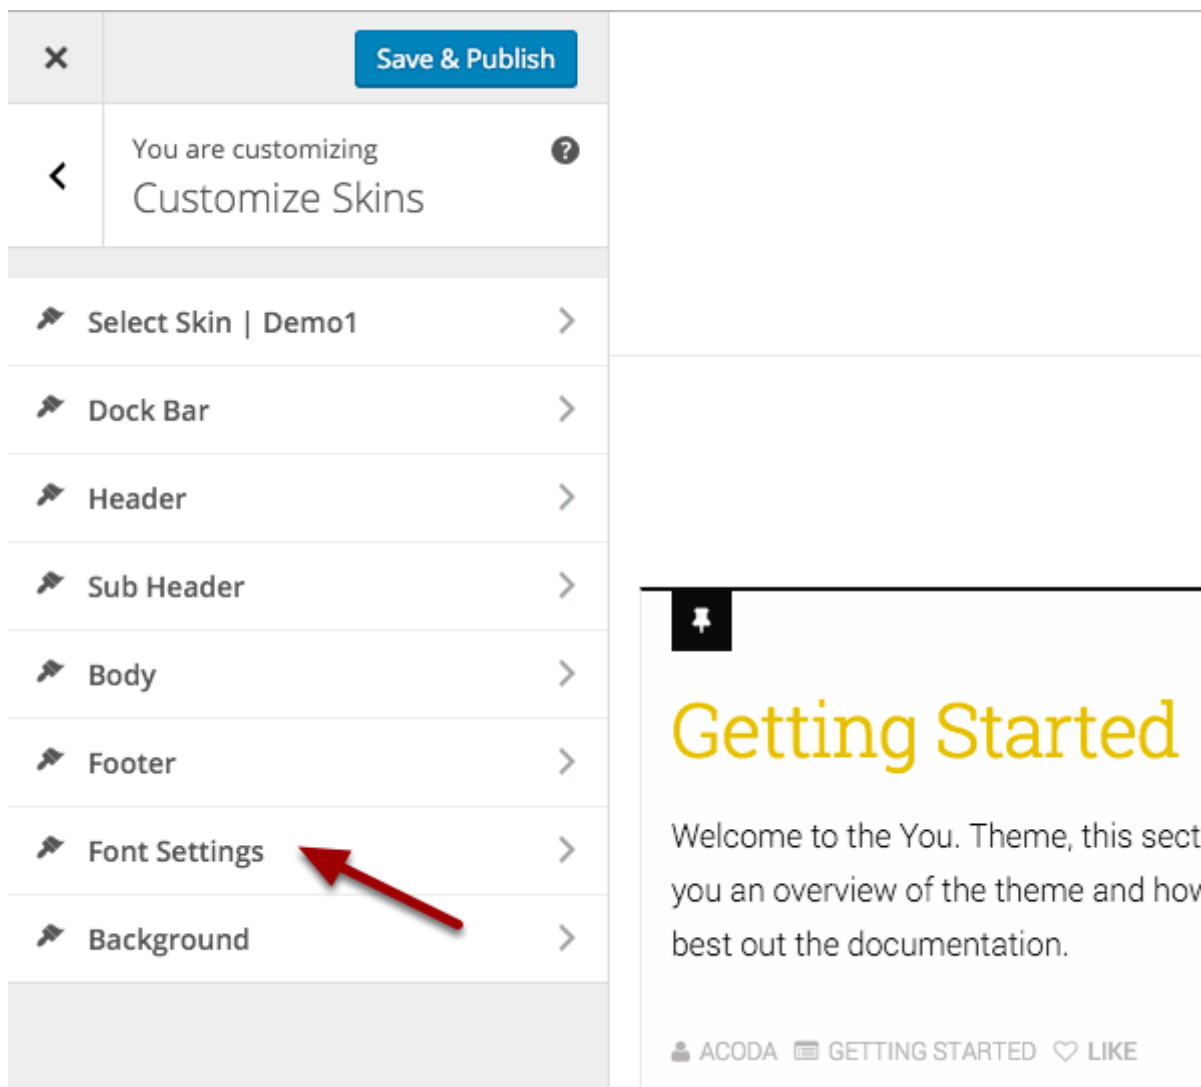 Save & Publish
You are customizing
Customize Skins
Select Skin | Demo1
Dock Bar
Header
Sub Header
Body
Footer
Font Settings
Background
Getting Started
Welcome to the You. Theme, this sect
you an overview of the theme and how
best out the documentation.
ACODA GETTING STARTED LIKE